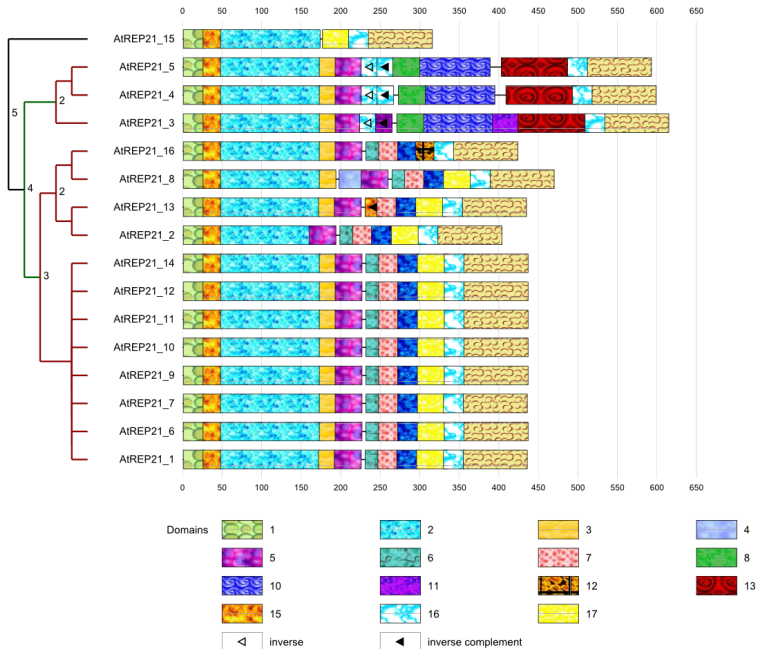 0 50 100 150 200 250 300 350 400 450 500 550 600 650
AtREP21_15
AtREP21_5
2
AtREP21_4
5
AtREP21_3
AtREP21_16
4
2
AtREP21_8
AtREP21_13
AtREP21_2
AtREP21_14
3
AtREP21_12
AtREP21_11
AtREP21_10
AtREP21_9
AtREP21_7
AtREP21_6
AtREP21_1
0 50 100 150 200 250 300 350 400 450 500 550 600 650
Domains 1 2 3 4
5 6 7 8
10 11 12 13
15 16 17
inverse inverse complement